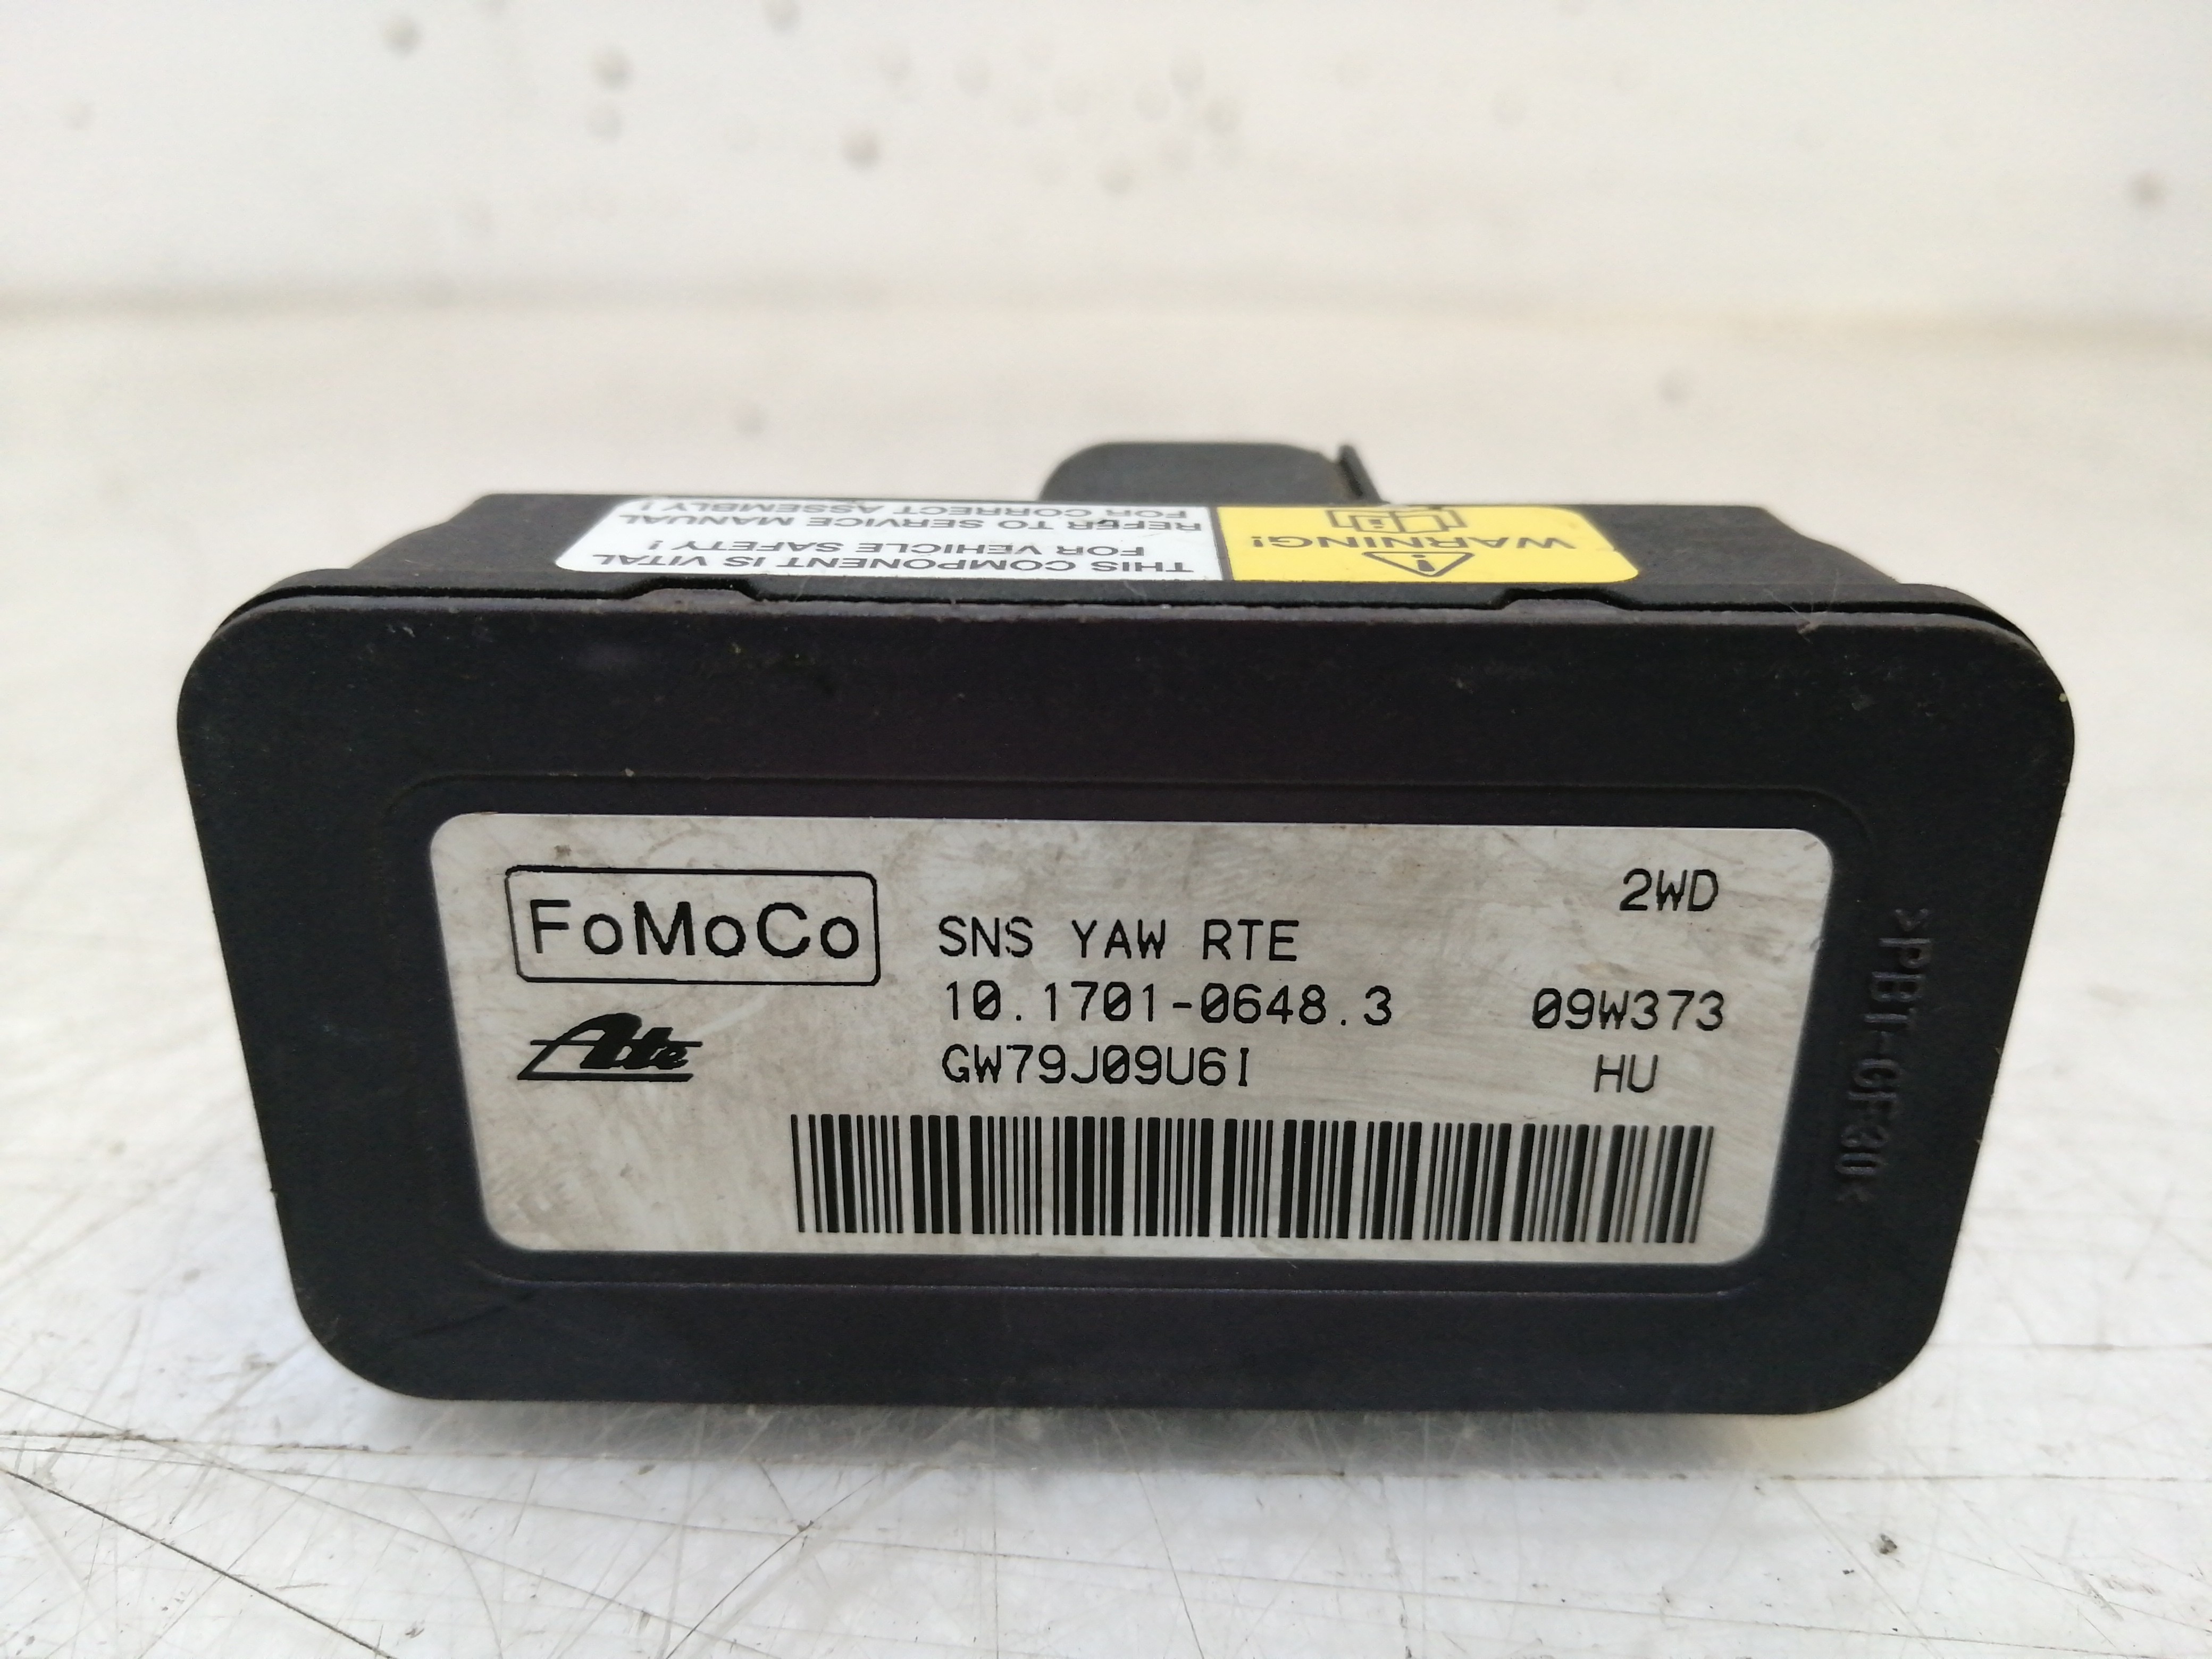 THIS COMPONENT IS VITAL
FOR VEHICLE SAFETY !
REFER TO SERVICE MANUAL
FOR CORRECT ASSEMBLY !
WARNING!
FoMoCo
Ate
2WD
SNS YAW RTE
10.1701-0648.3 09W373
GW79J09U6I HU
>PBT-GF30<